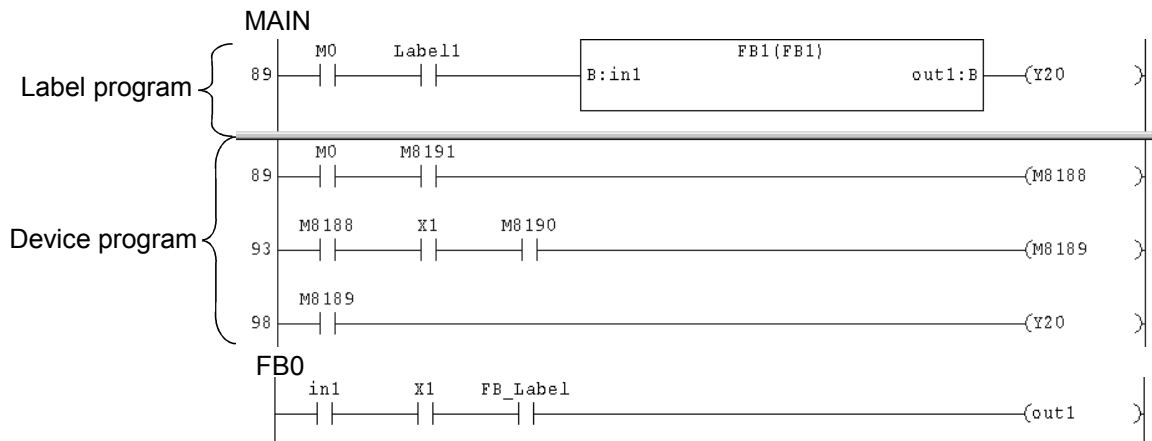 MAIN
M0 Label1 FB1(FB1)
Label program 89 B:in1 out1:B (Y20 )
M0 M8191
89 (M8188 )
M8188 X1 M8190
Device program 93 (M8189 )
M8189
98 (Y20 )
FB0
in1 X1 FB_Label
(out1 )